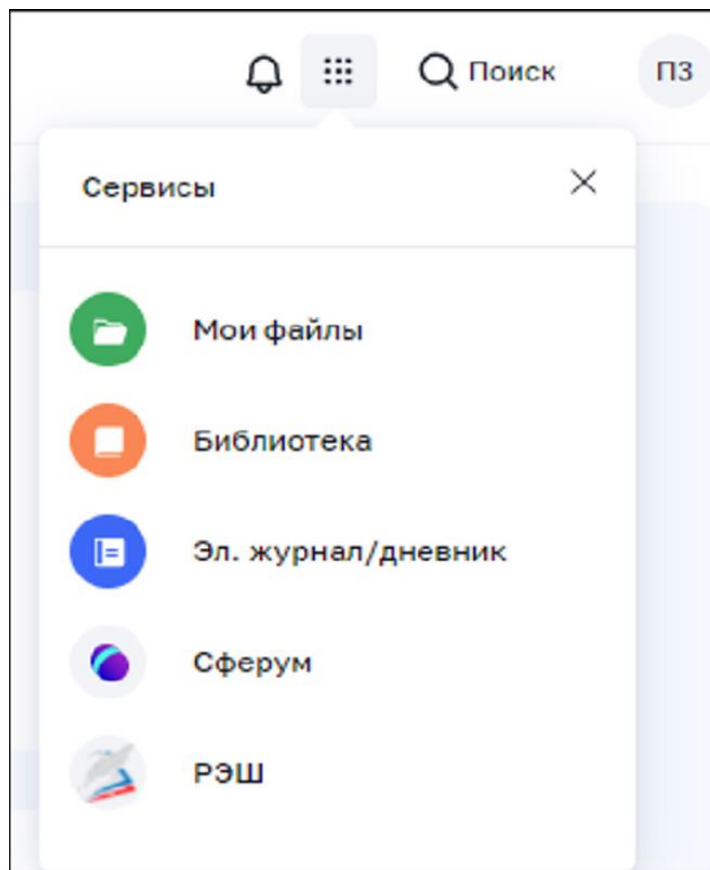 Поиск
ПЗ
Сервисы
Мои файлы
Библиотека
Эл. журнал/дневник
Сферум
РЭШ